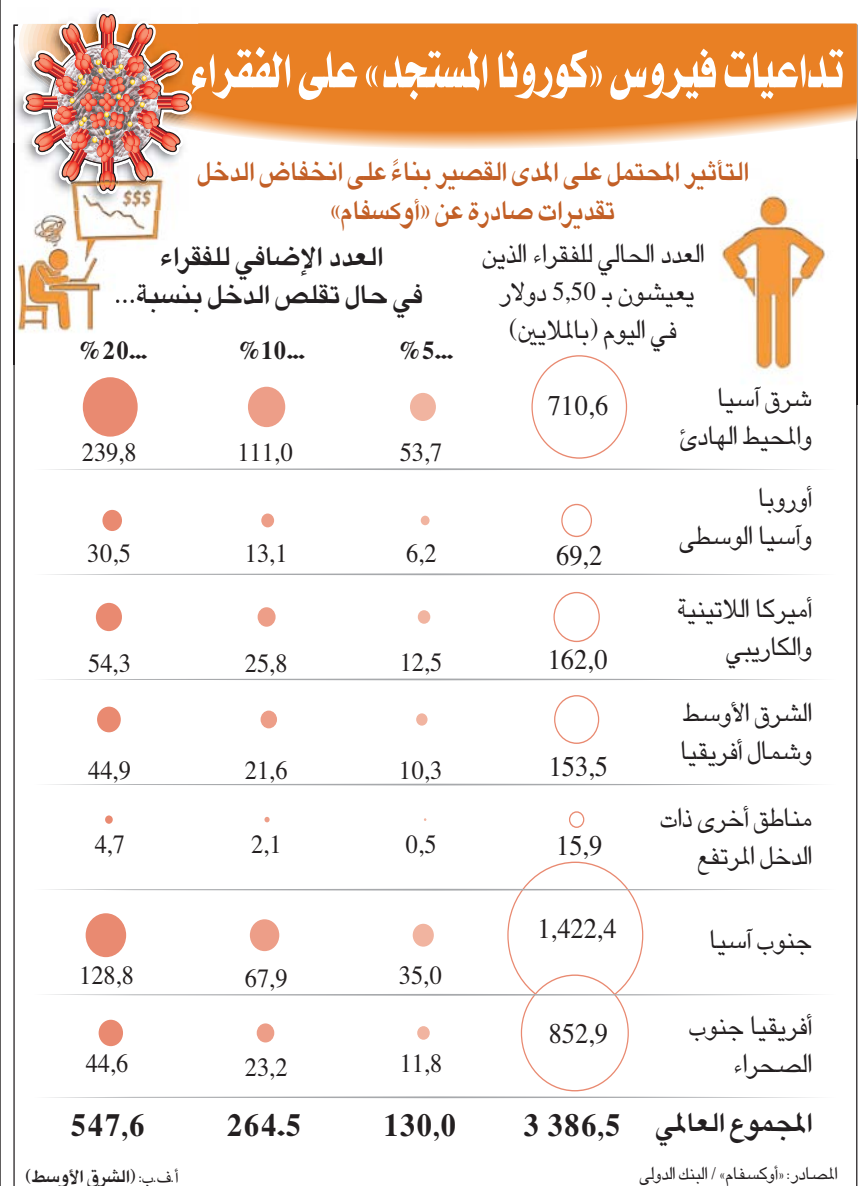 تداعيات فيروس «كورونا المستجد» على الفقراء
التأثير المحتمل على المدى القصير بناءً على انخفاض الدخل
تقديرات صادرة عن «أوكسفام»
$$$
العدد الحالي للفقراء الذين
يعيشون بـ 5,50 دولار
في اليوم (بالملايين)
العدد الإضافي للفقراء
في حال تقلص الدخل بنسبة...
...5% ...10% ...20%
شرق آسيا
والمحيط الهادئ
710,6 53,7 111,0 239,8
أوروبا
وآسيا الوسطى
69,2 6,2 13,1 30,5
أميركا اللاتينية
والكاريبي
162,0 12,5 25,8 54,3
الشرق الأوسط
وشمال أفريقيا
153,5 10,3 21,6 44,9
مناطق أخرى ذات
الدخل المرتفع
15,9 0,5 2,1 4,7
جنوب آسيا
1,422,4 35,0 67,9 128,8
أفريقيا جنوب
الصحراء
852,9 11,8 23,2 44,6
المجموع العالمي 3 386,5 130,0 264.5 547,6
المصادر: «أوكسفام» / البنك الدولي
أ.ف.ب: (الشرق الأوسط)